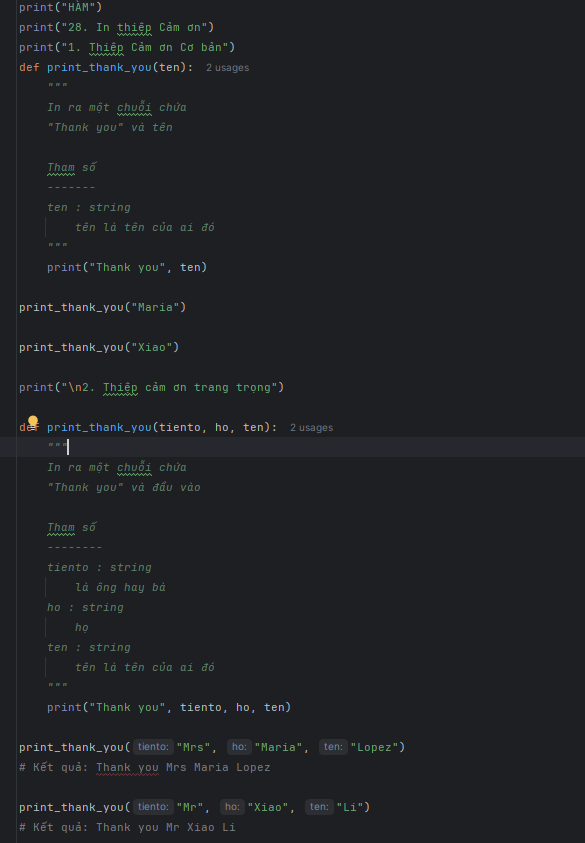 print("HÀM")
print("28. In thiệp Cảm ơn")
print("1. Thiệp Cảm ơn Cơ bản")
def print_thank_you(ten): 2 usages
"""
In ra một chuỗi chứa
"Thank you" và tên
Tham số
-------
ten : string
tên là tên của ai đó
"""
print("Thank you", ten)
print_thank_you("Maria")
print_thank_you("Xiao")
print("\n2. Thiệp cảm ơn trang trọng")
def print_thank_you(tiento, ho, ten): 2 usages
"""
In ra một chuỗi chứa
"Thank you" và đầu vào
Tham số
--------
tiento : string
là ông hay bà
ho : string
họ
ten : string
tên là tên của ai đó
"""
print("Thank you", tiento, ho, ten)
print_thank_you( tiento: "Mrs", ho: "Maria", ten: "Lopez")
# Kết quả: Thank you Mrs Maria Lopez
print_thank_you( tiento: "Mr", ho: "Xiao", ten: "Li")
# Kết quả: Thank you Mr Xiao Li